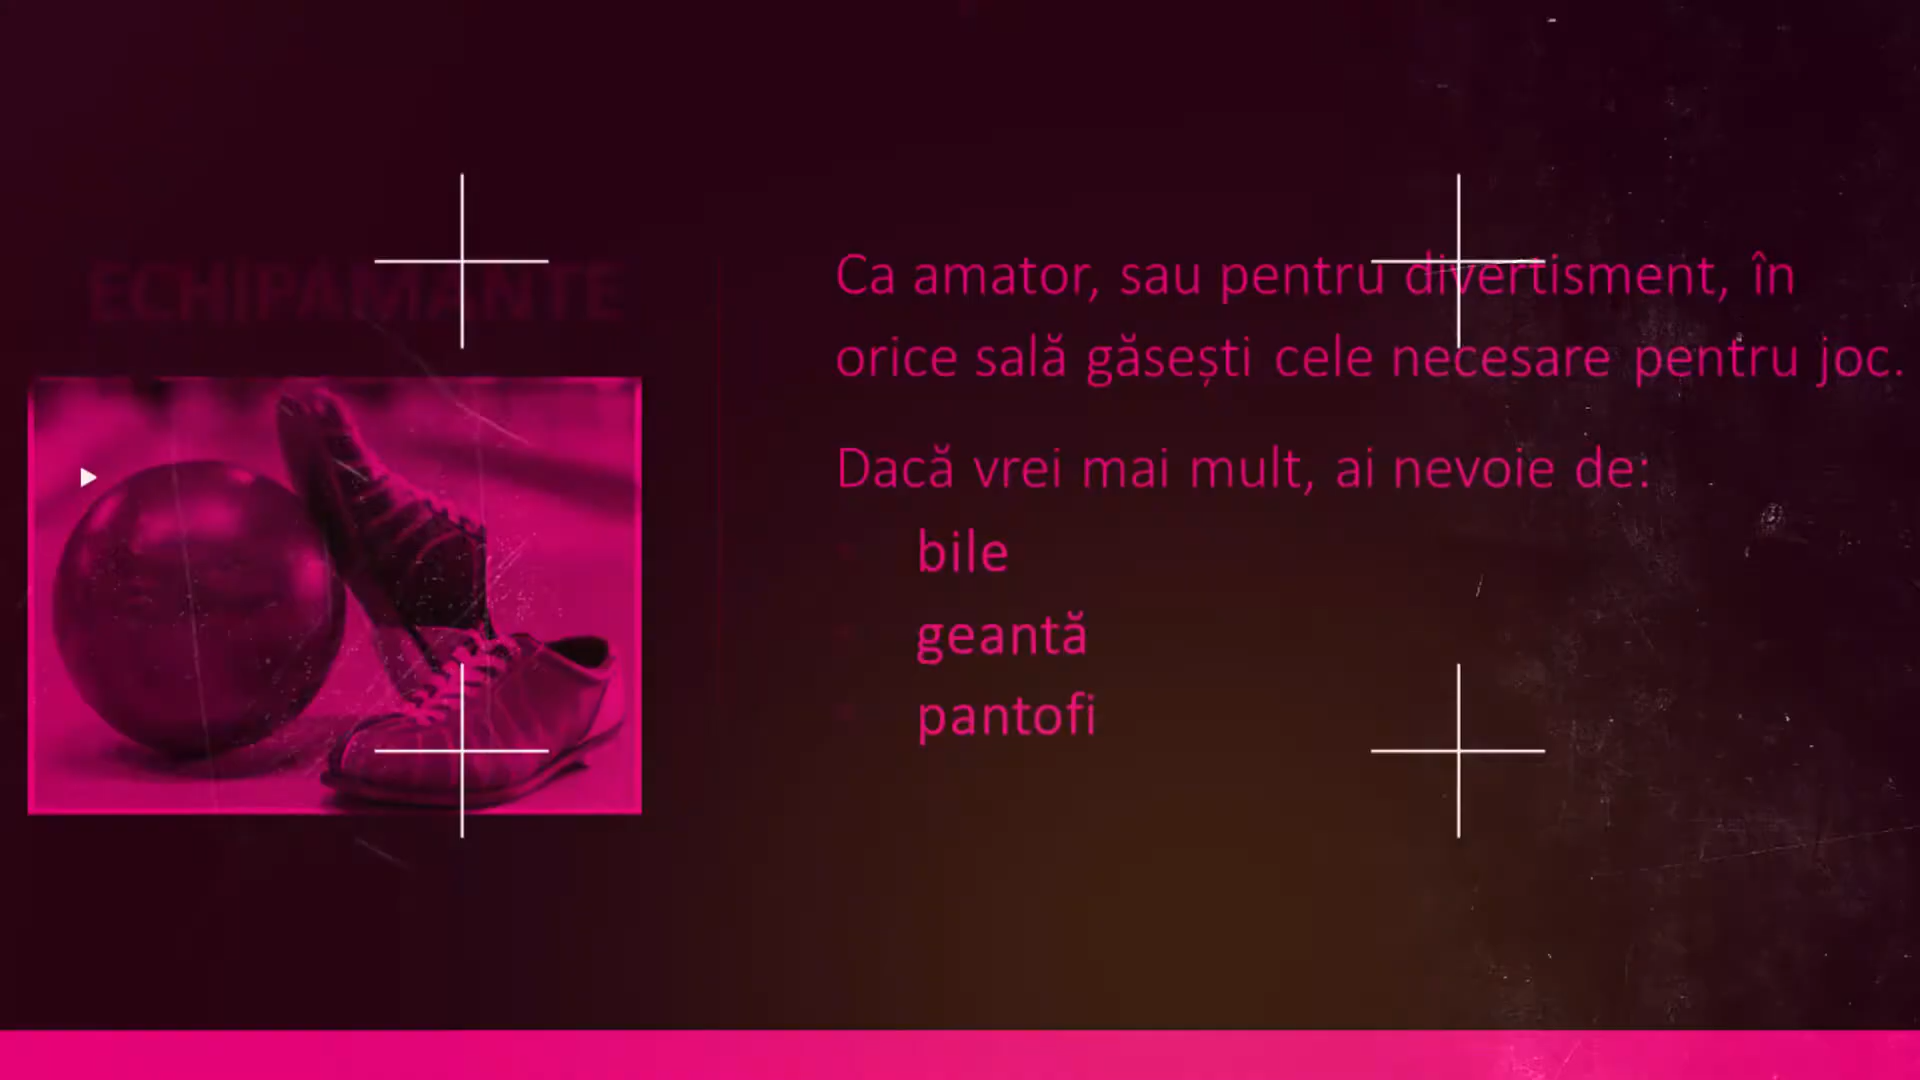 ECHIPAMANTE
Ca amator, sau pentru divertisment, în
orice sală găsești cele necesare pentru joc.
Dacă vrei mai mult, ai nevoie de:
bile
geantă
pantofi